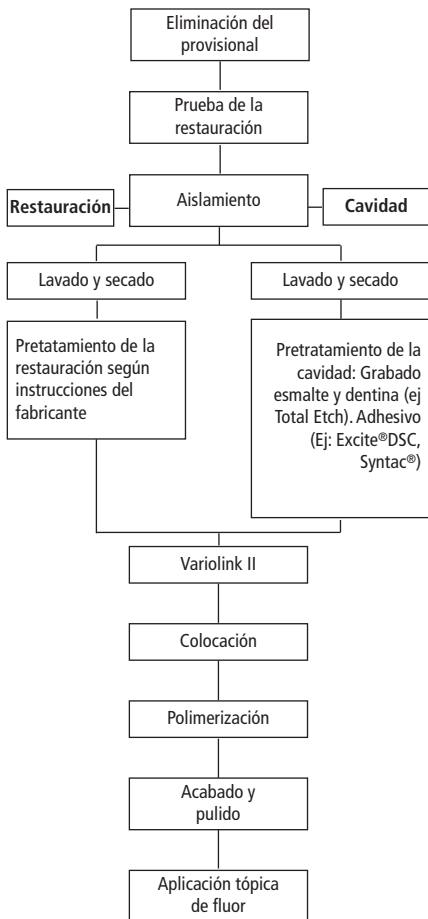 Eliminación del
provisional
Prueba de la
restauración
Restauración
Aislamiento
Cavidad
Lavado y secado
Lavado y secado
Pretatamiento de la
restauración según
instrucciones del
fabricante
Pretratamiento de la
cavidad: Grabado
esmalte y dentina (ej
Total Etch). Adhesivo
(Ej: Excite®DSC,
Syntac®)
Variolink II
Colocación
Polimerización
Acabado y
pulido
Aplicación tópica
de fluor